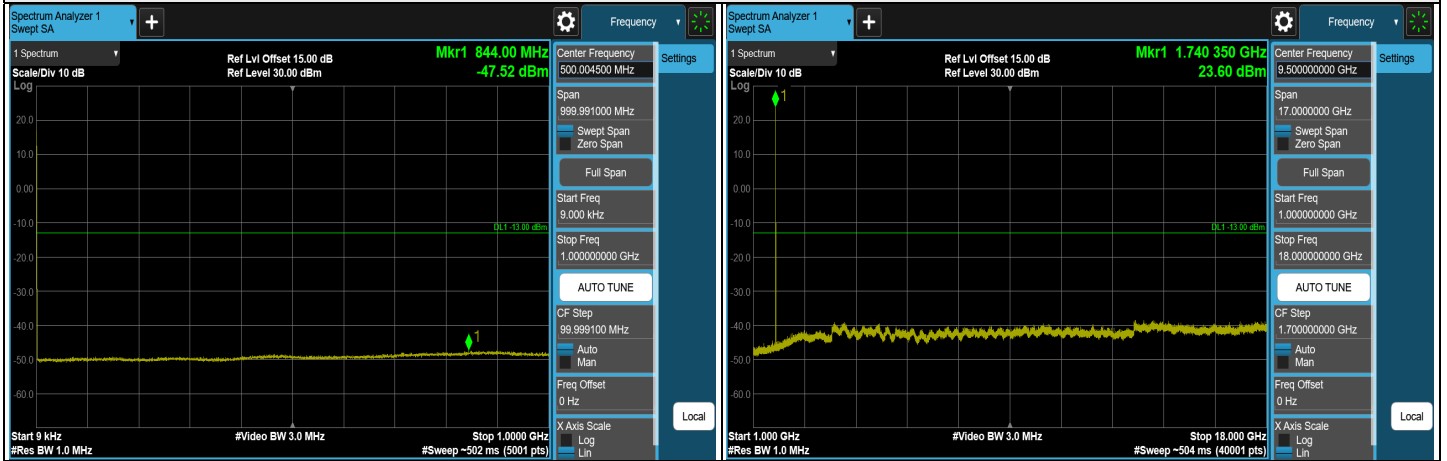 Spectrum Analyzer 1
Swept SA
+
Frequency
1 Spectrum
Scale/Div 10 dB
Log
Ref Lvl Offset 15.00 dB
Ref Level 30.00 dBm
Mkr1 844.00 MHz
-47.52 dBm
20.0
10.0
0.00
-10.0
-20.0
-30.0
-40.0
-50.0
-60.0
DL1 -13.00 dBm
1
Start 9 kHz
#Res BW 1.0 MHz
#Video BW 3.0 MHz
Stop 1.0000 GHz
#Sweep ~502 ms (5001 pts)
Center Frequency
500.004500 MHz
Span
999.991000 MHz
Swept Span
Zero Span
Full Span
Start Freq
9.000 kHz
Stop Freq
1.000000000 GHz
AUTO TUNE
CF Step
99.999100 MHz
Auto
Man
Freq Offset
0 Hz
X Axis Scale
Log
Lin
Settings
Local
Spectrum Analyzer 1
Swept SA
+
Frequency
1 Spectrum
Scale/Div 10 dB
Log
Ref Lvl Offset 15.00 dB
Ref Level 30.00 dBm
Mkr1 1.740 350 GHz
23.60 dBm
1
20.0
10.0
0.00
-10.0
-20.0
-30.0
-40.0
-50.0
-60.0
DL1 -13.00 dBm
Start 1.000 GHz
#Res BW 1.0 MHz
#Video BW 3.0 MHz
Stop 18.000 GHz
#Sweep ~504 ms (40001 pts)
Center Frequency
9.500000000 GHz
Span
17.0000000 GHz
Swept Span
Zero Span
Full Span
Start Freq
1.000000000 GHz
Stop Freq
18.000000000 GHz
AUTO TUNE
CF Step
1.700000000 GHz
Auto
Man
Freq Offset
0 Hz
X Axis Scale
Log
Lin
Settings
Local